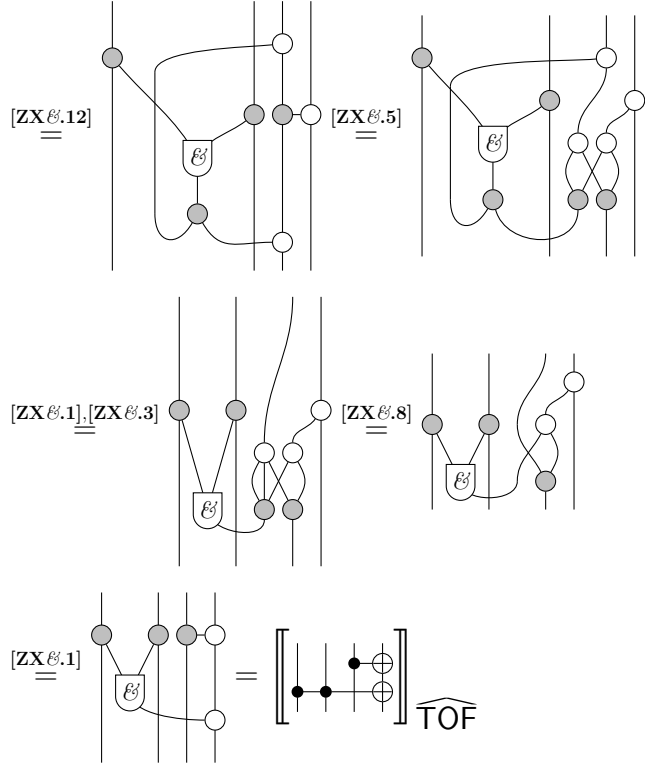 [ZX&.12] = & [ZX&.5] = &
[ZX&.1],[ZX&.3] = & [ZX&.8] = &
[ZX&.1] = & = ⟦ ⟧ TOF